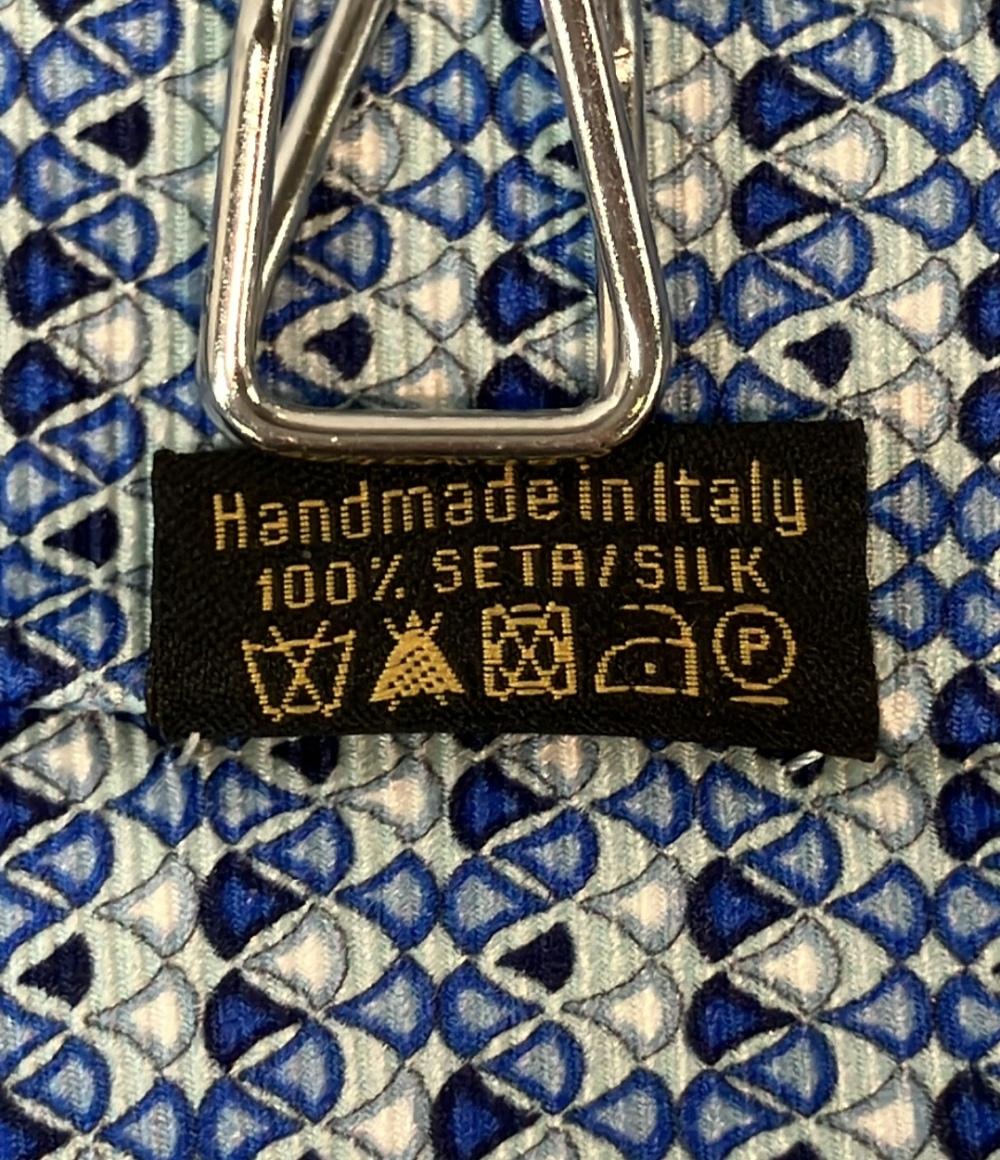 Handmade in Italy
100% SETA/SILK
P